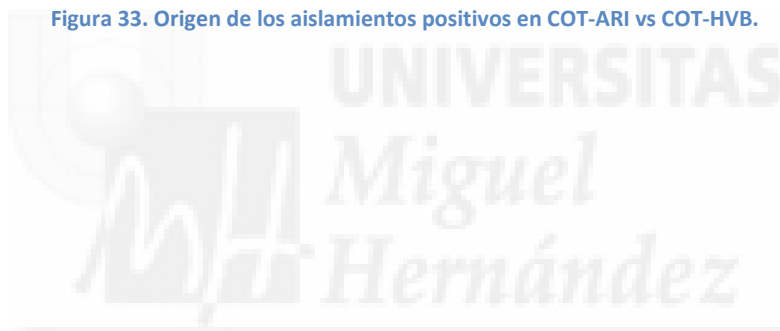 Figura 33. Origen de los aislamientos positivos en COT-ARI vs COT-HVB.
UNIVERSITAS
Miguel
Hernández